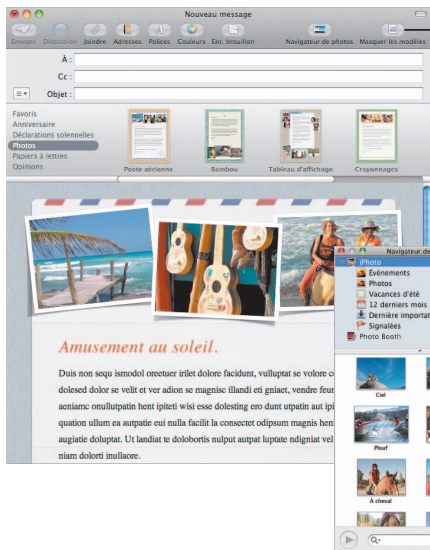 Nouveau message
Envoyer Discussion Joindre Adresses Polices Couleurs Enr. brouillon Navigateur de photos Masquer les modèles
À :
Cc :
Objet :
Favoris
Anniversaire
Déclarations solennelles
Photos
Papiers à lettres
Opinions
Poste aérienne Bambou Tableau d'affichage Crayonnages
Amusement au soleil.
Duis non sequ ismodol oreetuer irilet dolore facidunt, vulluptat se volore
dolesed dolor se velit et ver adion se magnisc illandi eti gniaet, vendre feu
aeniamc onullutpatin hent ipiteti wisi esse dolesting ero dunt utpatin aut ipi
quation ullum ea autpatie eui nulla facilit la consectet odipsum magnis hen
augiatie doluptat. Ut landiat te dolobortis nulput autpat luptate ndigniat vel
niam dolorti inullaore.
Navigateur de
iPhoto
Évènements
Photos
Vacances d'été
12 derniers mois
Dernière importat
Signalées
Photo Booth
Ciel
Plouf
À cheval